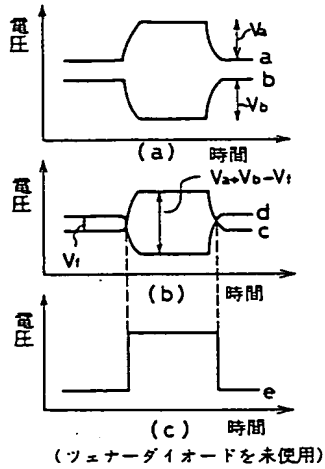 電圧
Va
a
b
Vb
(a)
時間
電圧
Va+Vb-Vf
d
c
Vf
(b)
時間
電圧
e
(c)
時間
(ツェナーダイオードを未使用)